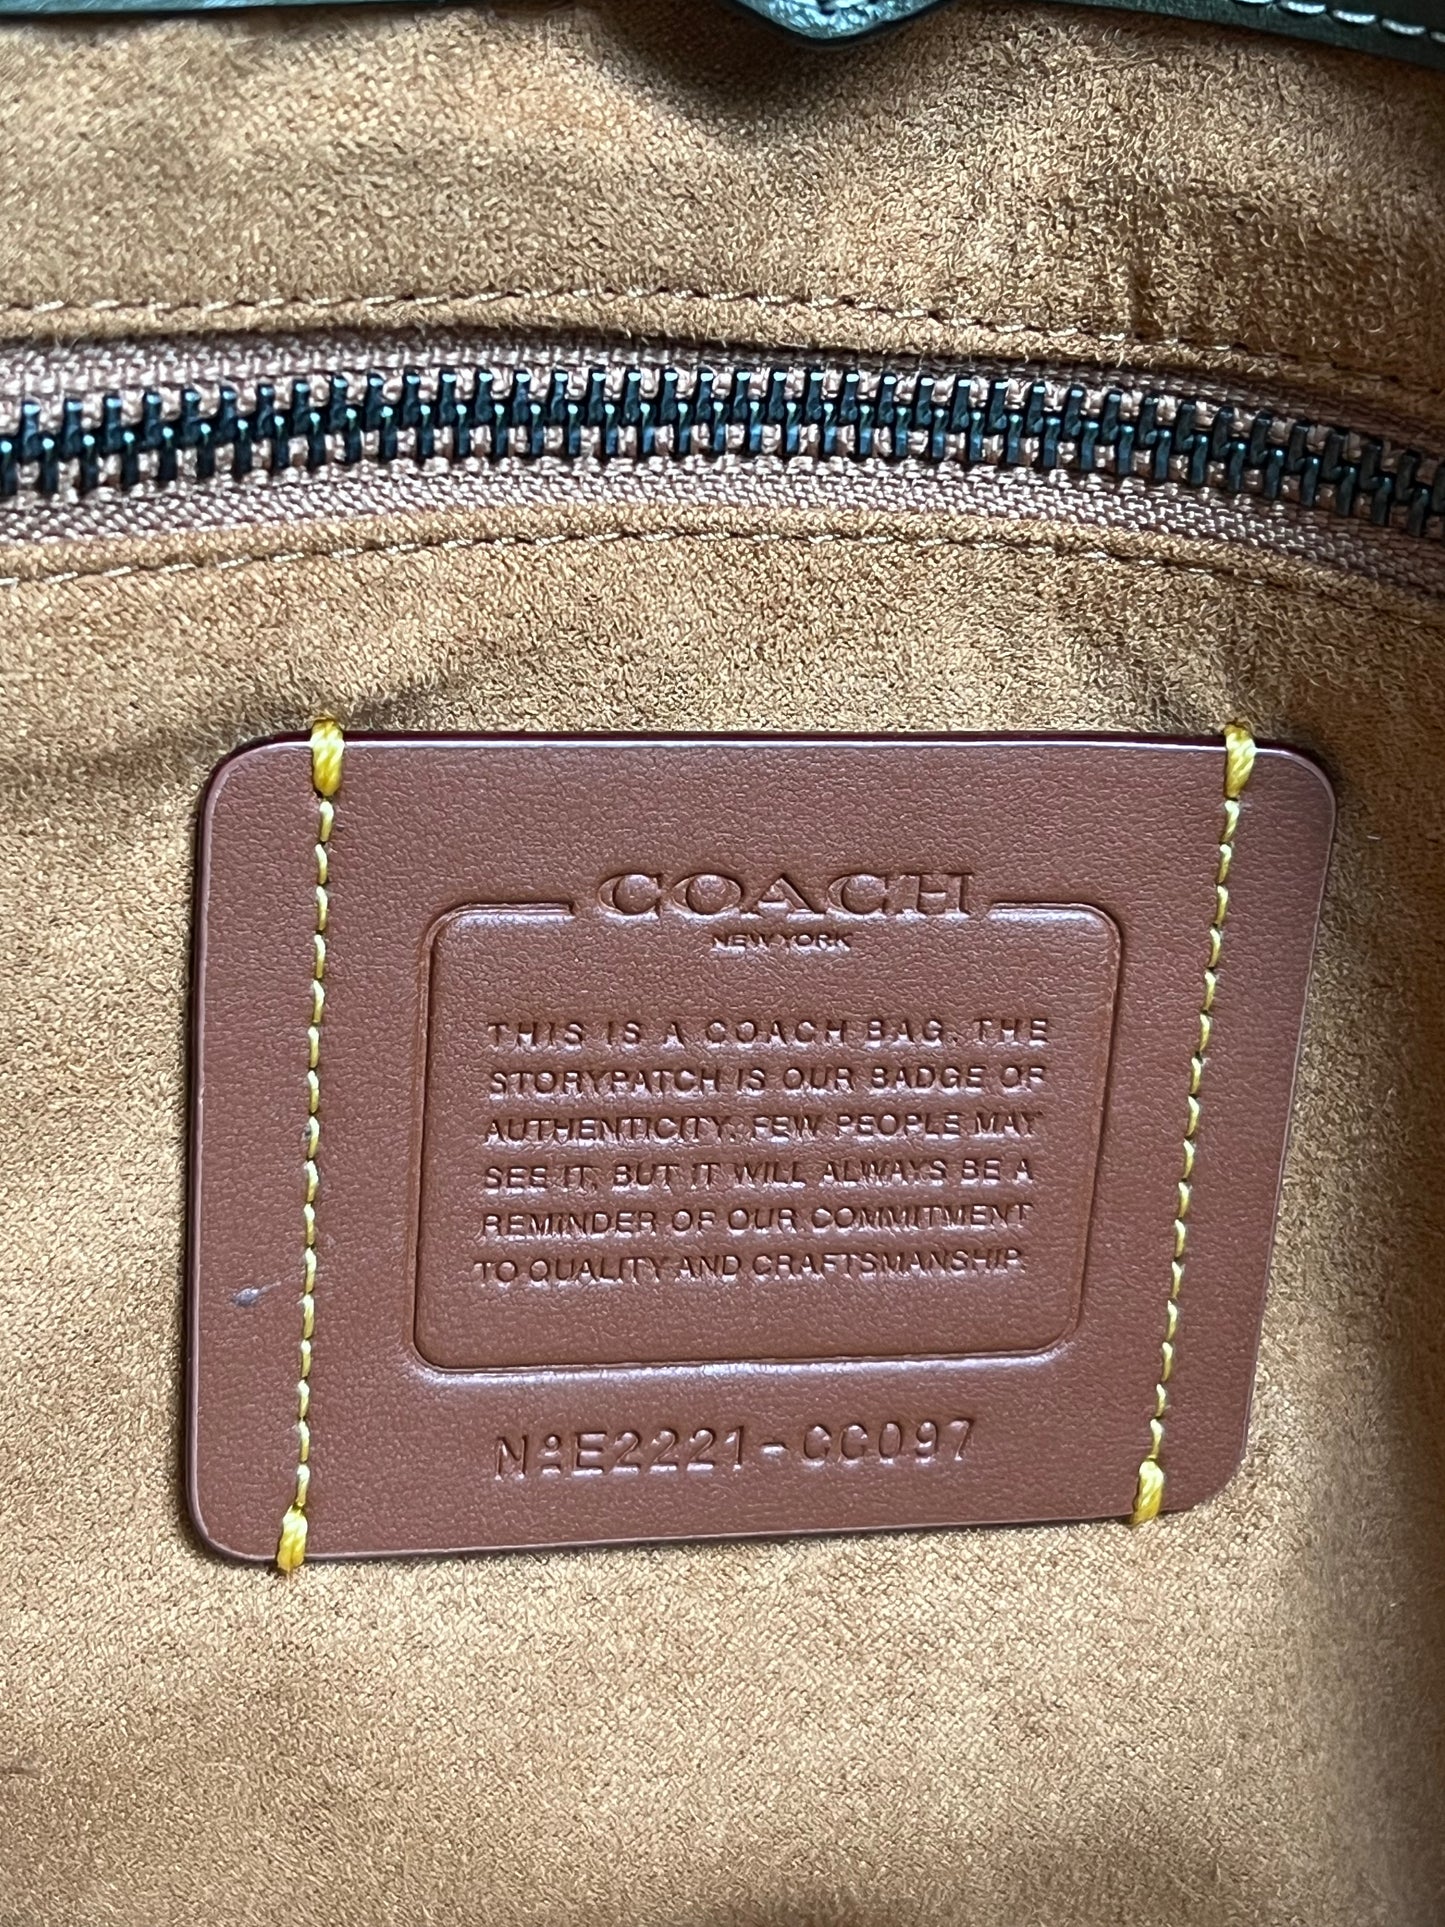 COACH
NEW YORK
THIS IS A COACH BAG. THE
STORYPATCH IS OUR BADGE OF
AUTHENTICITY. FEW PEOPLE MAY
SEE IT, BUT IT WILL ALWAYS BE A
REMINDER OF OUR COMMITMENT
TO QUALITY AND CRAFTSMANSHIP.
NºE2221-CC097